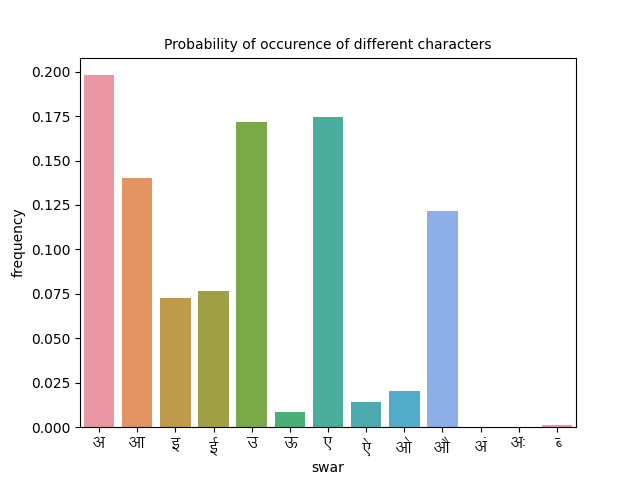 Probability of occurence of different characters
0.200
0.175
0.150
0.125
0.100
0.075
0.050
0.025
0.000
frequency
अ आ इ ई उ ऊ ए ऐ ओ औ अं अः
swar